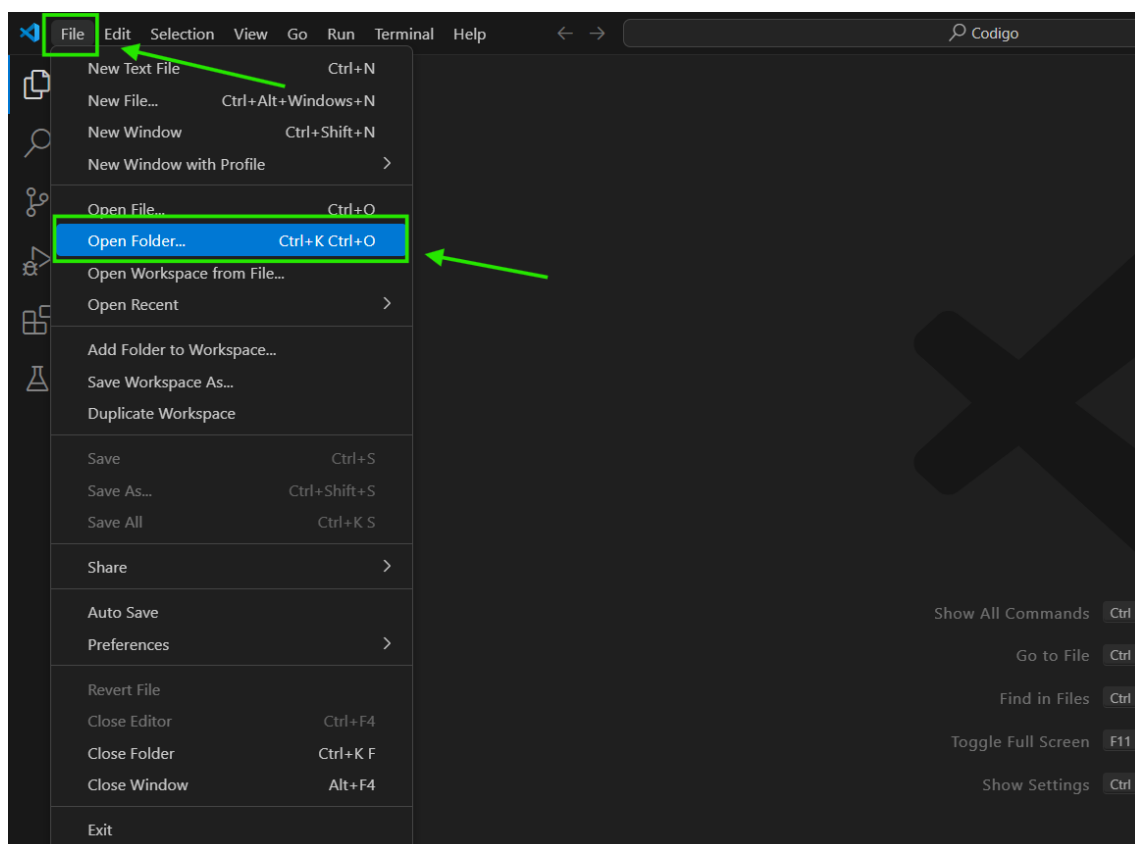 File Edit Selection View Go Run Terminal Help Codigo
New Text File Ctrl+N
New File... Ctrl+Alt+Windows+N
New Window Ctrl+Shift+N
New Window with Profile
Open File... Ctrl+O
Open Folder... Ctrl+K Ctrl+O
Open Workspace from File...
Open Recent
Add Folder to Workspace...
Save Workspace As...
Duplicate Workspace
Save Ctrl+S
Save As... Ctrl+Shift+S
Save All Ctrl+K S
Share
Auto Save
Preferences
Revert File
Close Editor Ctrl+F4
Close Folder Ctrl+K F
Close Window Alt+F4
Exit
Show All Commands Ctrl
Go to File Ctrl
Find in Files Ctrl
Toggle Full Screen F11
Show Settings Ctrl